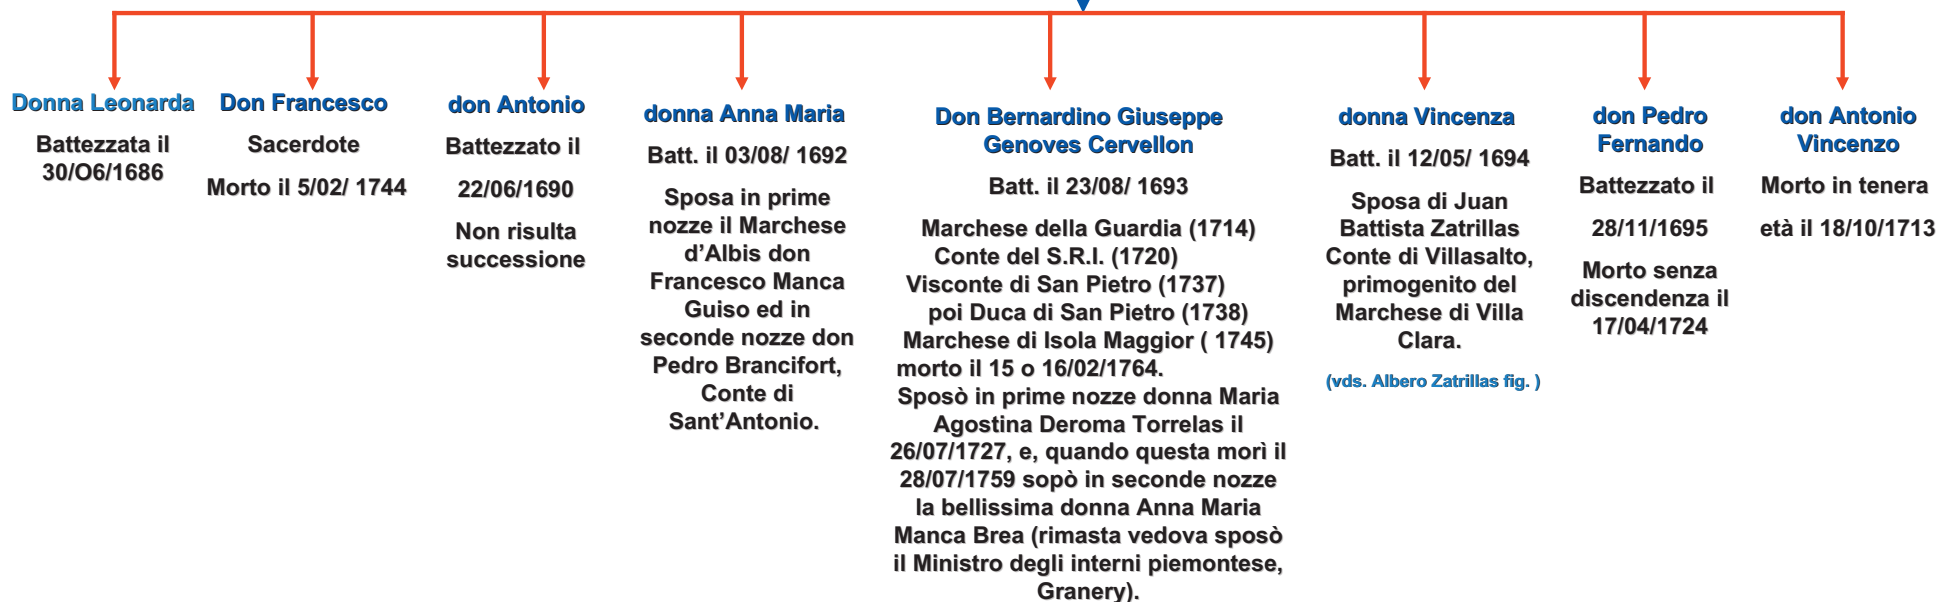 Donna Leonarda
Battezzata il
30/O6/1686
Don Francesco
Sacerdote
Morto il 5/02/ 1744
don Antonio
Battezzato il
22/06/1690
Non risulta
successione
donna Anna Maria
Batt. il 03/08/ 1692
Sposa in prime
nozze il Marchese
d'Albis don
Francesco Manca
Guiso ed in
seconde nozze don
Pedro Brancifort,
Conte di
Sant'Antonio.
Don Bernardino Giuseppe
Genoves Cervellon
Batt. il 23/08/ 1693
Marchese della Guardia (1714)
Conte del S.R.I. (1720)
Visconte di San Pietro (1737)
poi Duca di San Pietro (1738)
Marchese di Isola Maggior ( 1745)
morto il 15 o 16/02/1764.
Sposò in prime nozze donna Maria
Agostina Deroma Torrelas il
26/07/1727, e, quando questa morì il
28/07/1759 sopò in seconde nozze
la bellissima donna Anna Maria
Manca Brea (rimasta vedova sposò
il Ministro degli interni piemontese,
Granery).
donna Vincenza
Batt. il 12/05/ 1694
Sposa di Juan
Battista Zatrillas
Conte di Villasalto,
primogenito del
Marchese di Villa
Clara.
(vds. Albero Zatrillas fig. )
don Pedro
Fernando
Battezzato il
28/11/1695
Morto senza
discendenza il
17/04/1724
don Antonio
Vincenzo
Morto in tenera
età il 18/10/1713